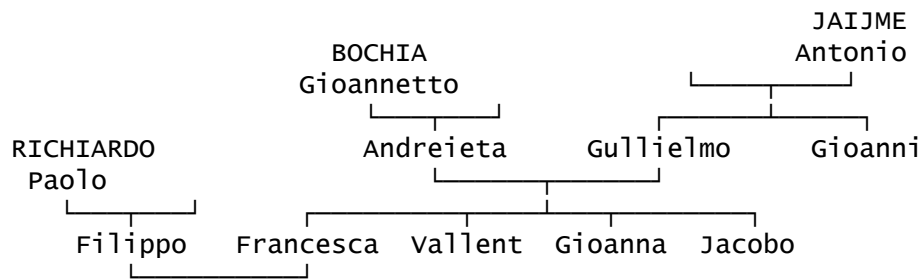 JAIJME
BOCHIA Antonio
Gioannetto
RICHIARDO Andreieta Gullielmo Gioanni
Paolo
Filippo Francesca Vallent Gioanna Jacobo